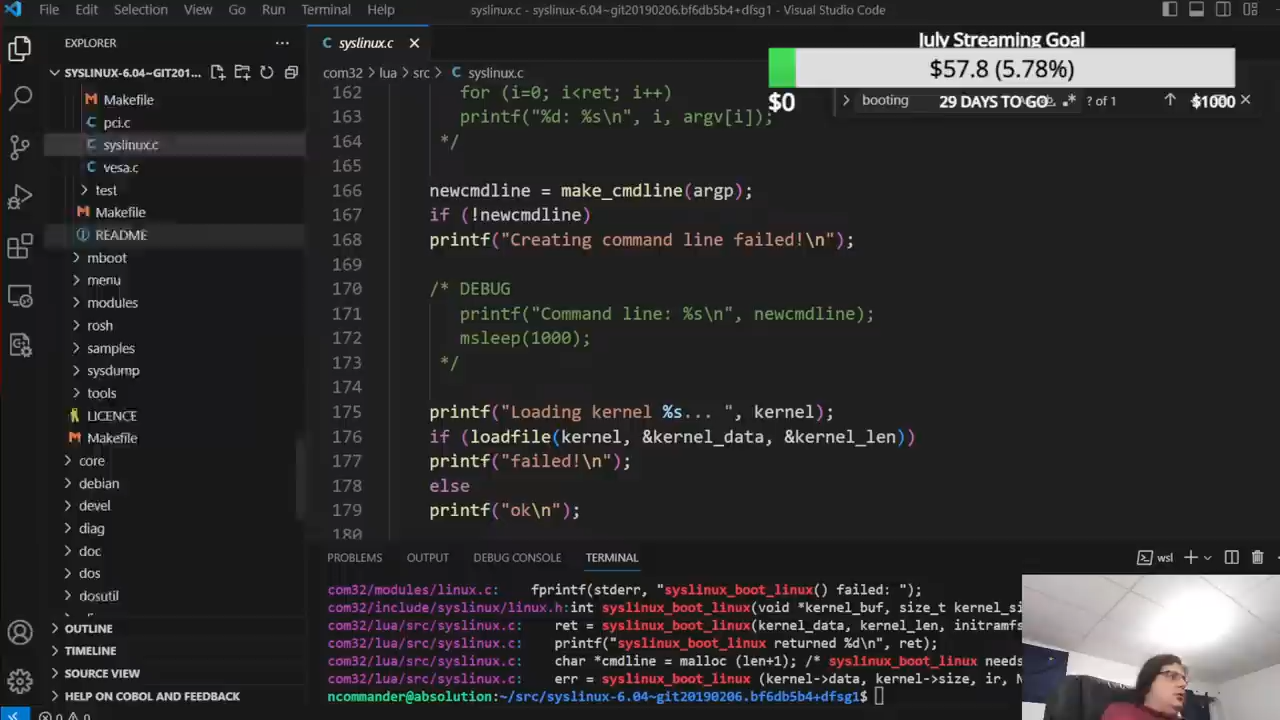 File Edit Selection View Go Run Terminal Help
syslinux.c - syslinux-6.04~git20190206.bf6db5b4+dfsg1 - Visual Studio Code
EXPLORER
SYSLINUX-6.04~GIT201...
Makefile
pci.c
syslinux.c
vesa.c
test
Makefile
README
mboot
menu
modules
rosh
samples
sysdump
tools
LICENCE
Makefile
core
debian
devel
diag
doc
dos
dosutil
OUTLINE
TIMELINE
SOURCE VIEW
HELP ON COBOL AND FEEDBACK
syslinux.c
com32 > lua > src > syslinux.c
July Streaming Goal
$57.8 (5.78%)
$0
29 DAYS TO GO
$1000
booting
? of 1
162 for (i=0; i<ret; i++)
163 printf("%d: %s\n", i, argv[i]);
164 */
165
166 newcmdline = make_cmdline(argp);
167 if (!newcmdline)
168 printf("Creating command line failed!\n");
169
170 /* DEBUG
171 printf("Command line: %s\n", newcmdline);
172 msleep(1000);
173 */
174
175 printf("Loading kernel %s... ", kernel);
176 if (loadfile(kernel, &kernel_data, &kernel_len))
177 printf("failed!\n");
178 else
179 printf("ok\n");
180
PROBLEMS OUTPUT DEBUG CONSOLE TERMINAL
wsl
com32/modules/linux.c: fprintf(stderr, "syslinux_boot_linux() failed: ");
com32/include/syslinux/linux.h:int syslinux_boot_linux(void *kernel_buf, size_t kernel_si
com32/lua/src/syslinux.c: ret = syslinux_boot_linux(kernel_data, kernel_len, initramfs
com32/lua/src/syslinux.c: printf("syslinux_boot_linux returned %d\n", ret);
com32/lua/src/syslinux.c: char *cmdline = malloc (len+1); /* syslinux_boot_linux needs
com32/lua/src/syslinux.c: err = syslinux_boot_linux (kernel->data, kernel->size, ir, N
ncommander@absolution:~/src/syslinux-6.04~git20190206.bf6db5b4+dfsg1$
0 0